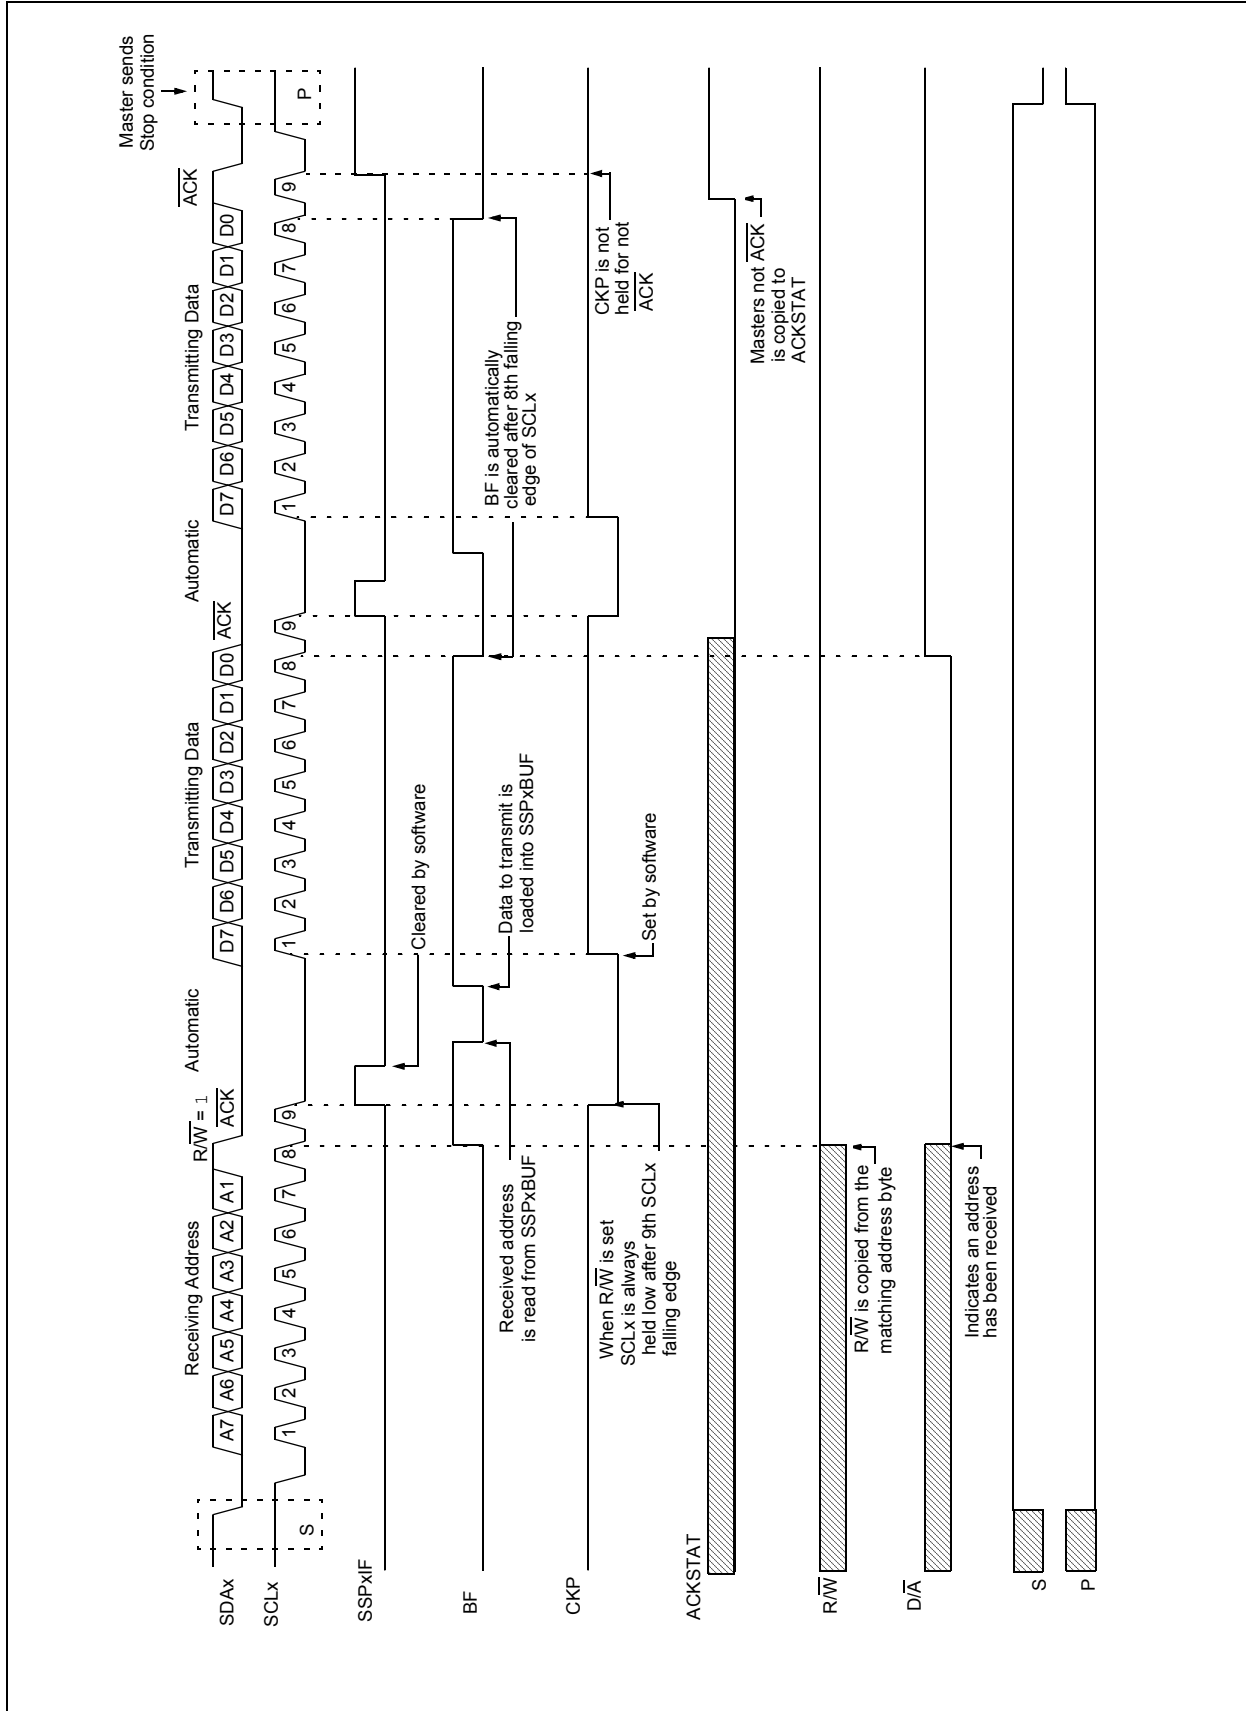 Master sends
Stop condition
R/W = 1
Receiving Address
ACK
Automatic
Transmitting Data
ACK
Automatic
Transmitting Data
ACK
SDAx
A7 A6 A5 A4 A3 A2 A1
D7 D6 D5 D4 D3 D2 D1 D0
D7 D6 D5 D4 D3 D2 D1 D0
SCLx
S
1 2 3 4 5 6 7 8 9
1 2 3 4 5 6 7 8 9
1 2 3 4 5 6 7 8 9
P
SSPxIF
Cleared by software
BF
Received address
is read from SSPxBUF
Data to transmit is
loaded into SSPxBUF
BF is automatically
cleared after 8th falling
edge of SCLx
CKP
When R/W is set
SCLx is always
held low after 9th SCLx
falling edge
Set by software
CKP is not
held for not
ACK
ACKSTAT
Masters not ACK
is copied to
ACKSTAT
R/W
R/W is copied from the
matching address byte
D/A
Indicates an address
has been received
S
P